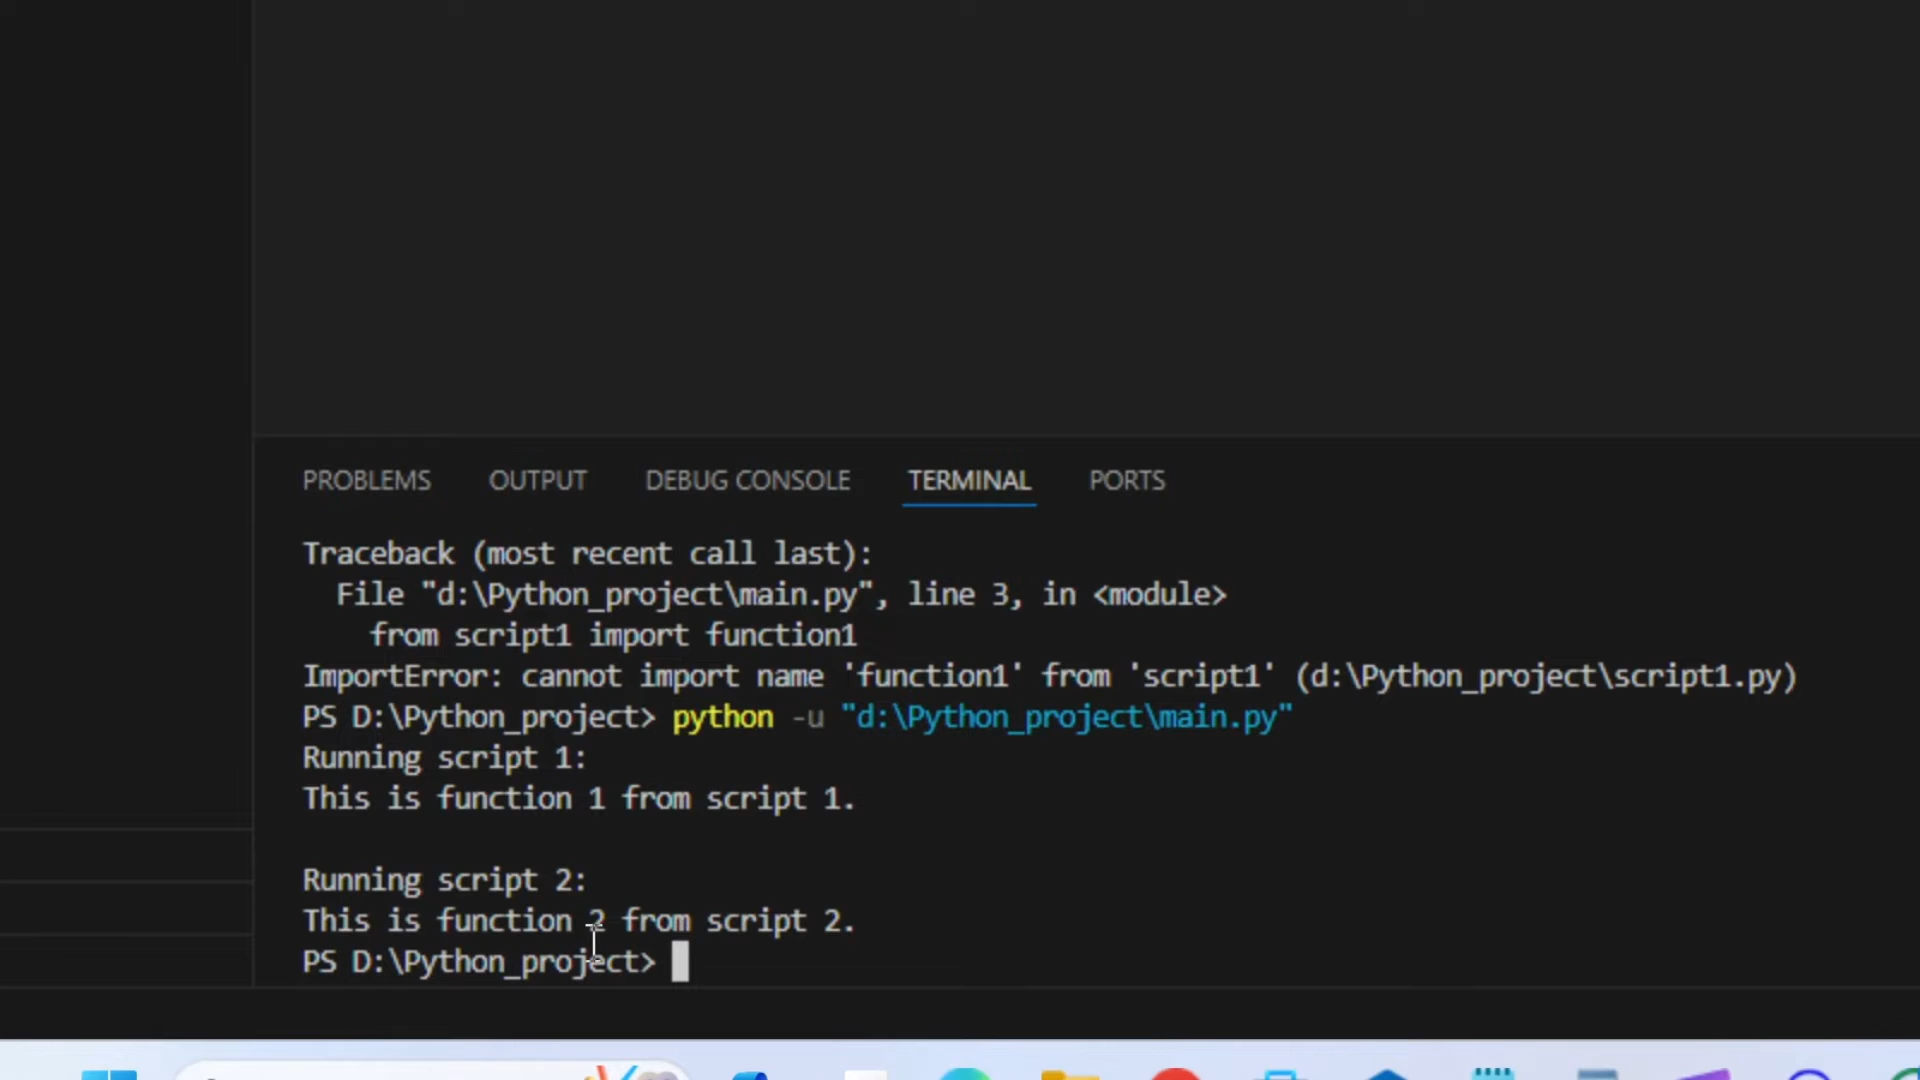 PROBLEMS OUTPUT DEBUG CONSOLE TERMINAL PORTS
Traceback (most recent call last):
  File "d:\Python_project\main.py", line 3, in <module>
    from script1 import function1
ImportError: cannot import name 'function1' from 'script1' (d:\Python_project\script1.py)
PS D:\Python_project> python -u "d:\Python_project\main.py"
Running script 1:
This is function 1 from script 1.

Running script 2:
This is function 2 from script 2.
PS D:\Python_project>